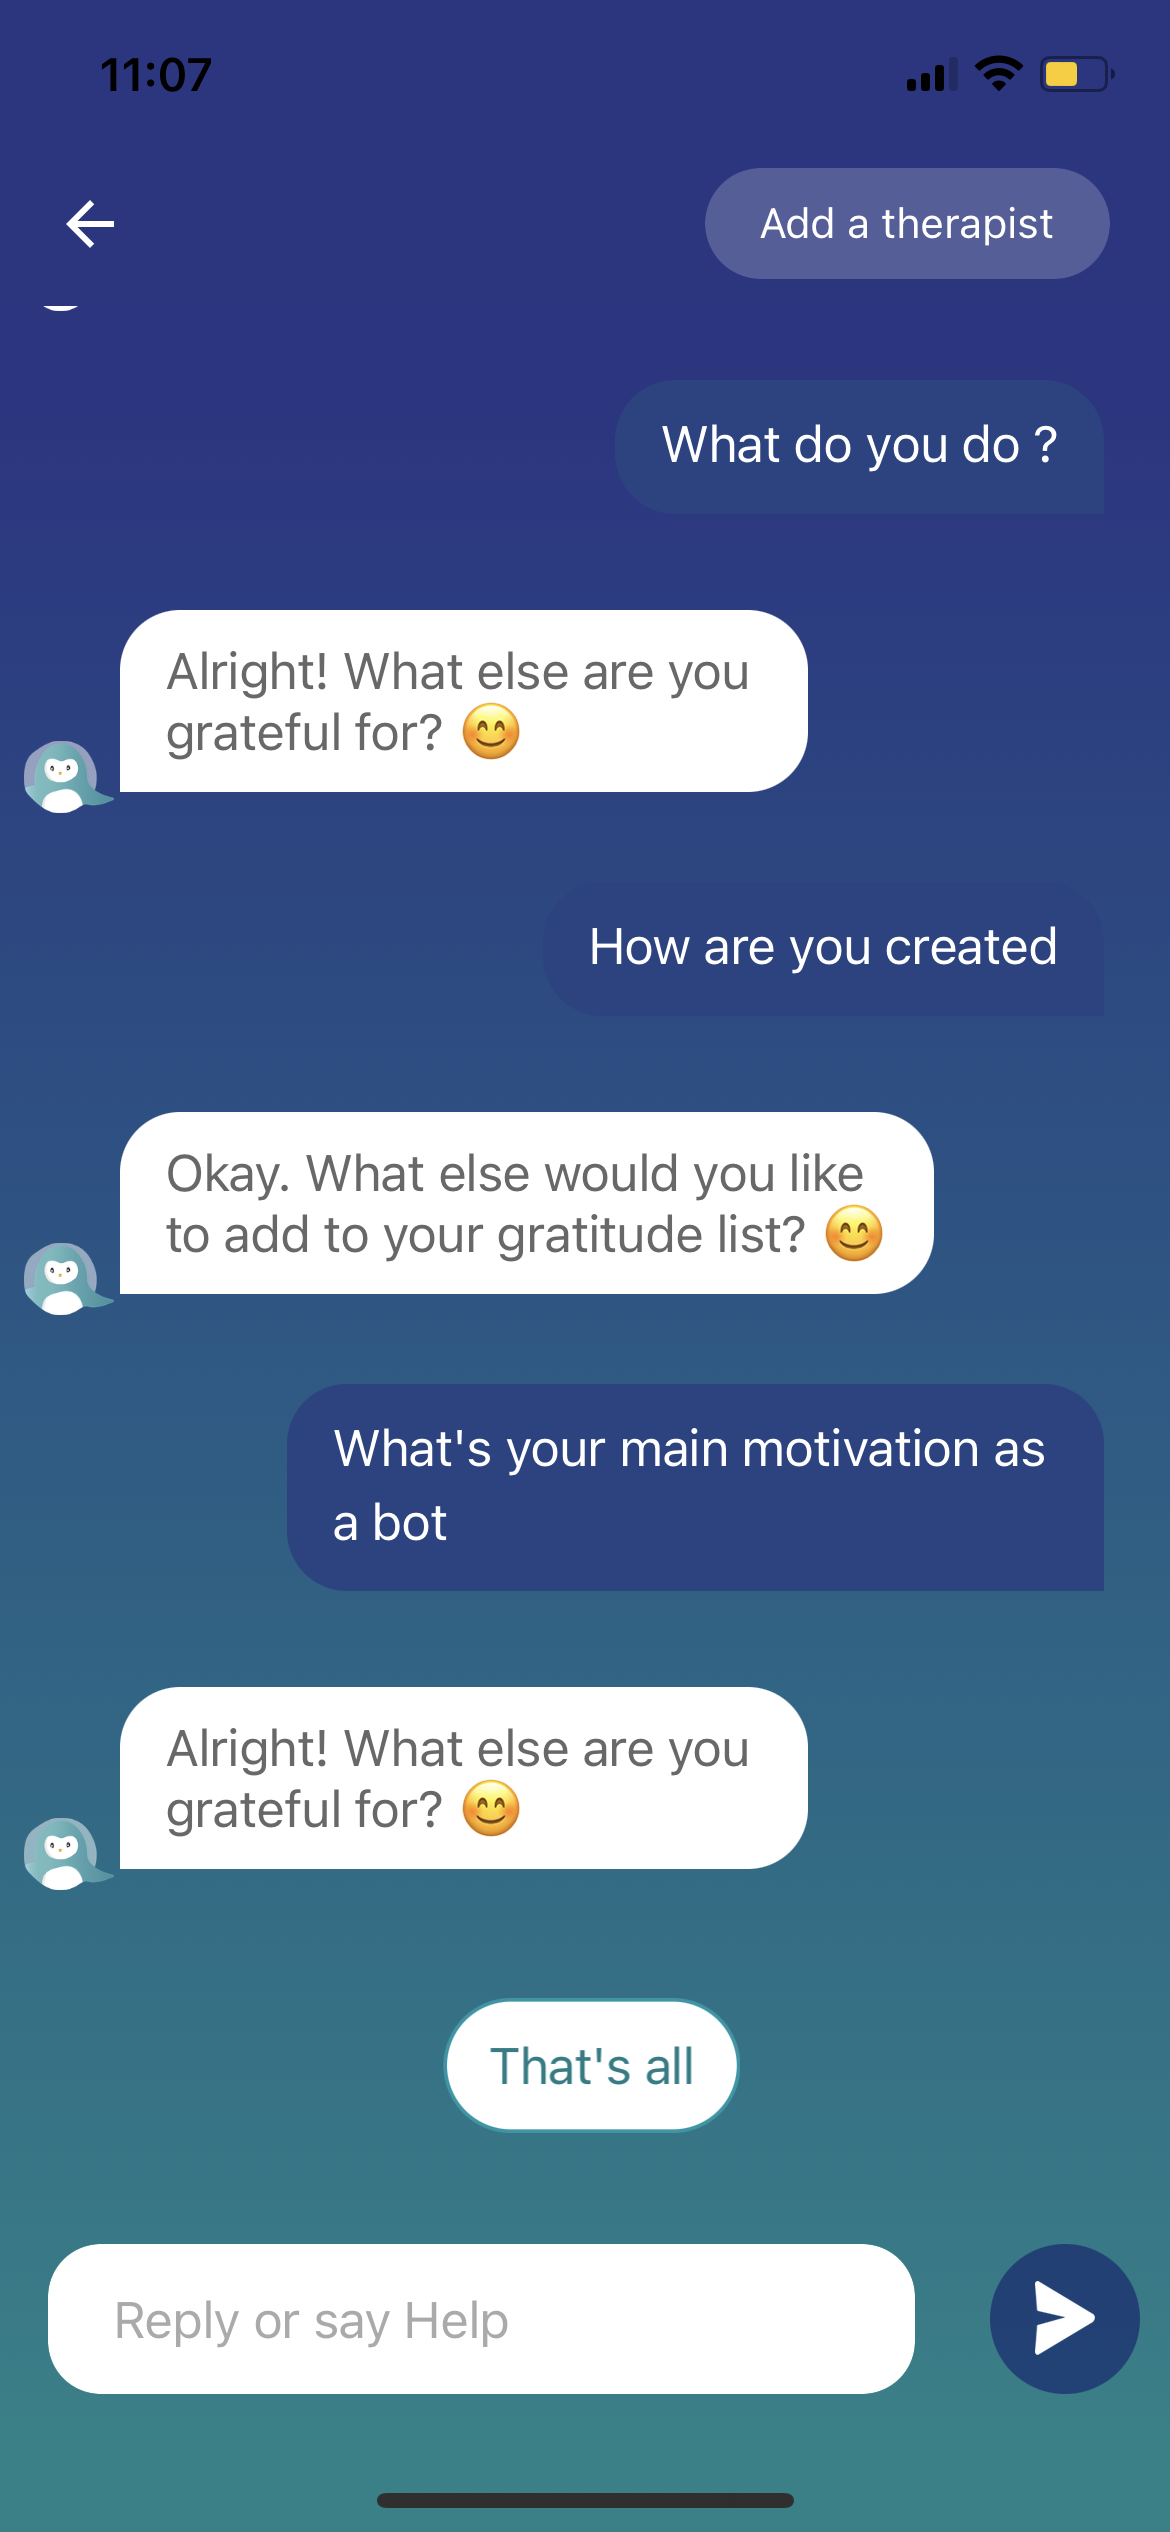 11:07
Add a therapist
What do you do ?
Alright! What else are you
grateful for? 😊
How are you created
Okay. What else would you like
to add to your gratitude list? 😊
What's your main motivation as
a bot
Alright! What else are you
grateful for? 😊
That's all
Reply or say Help